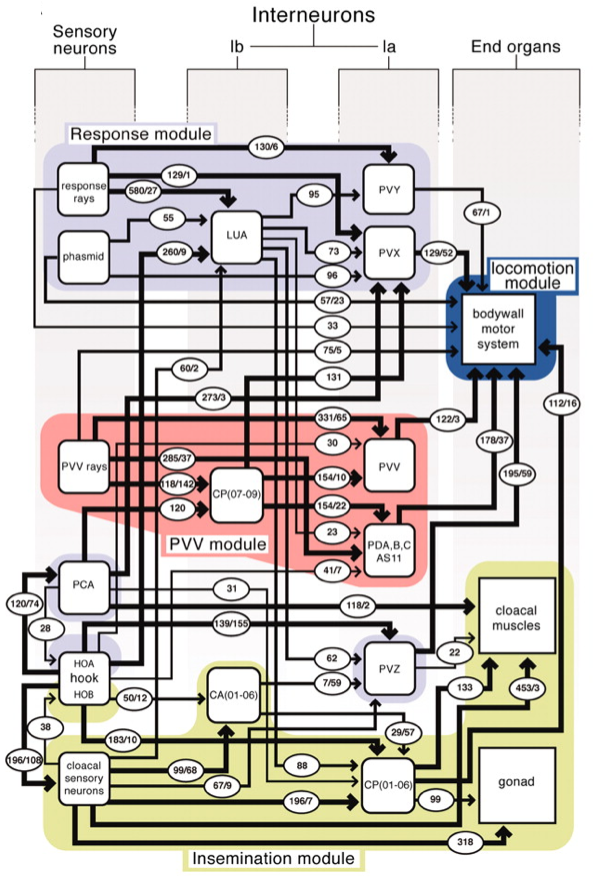 Interneurons
Sensory
neurons
Ib
Ia
End organs
Response module
130/6
response
rays
129/1
580/27
95
PVY
67/1
55
LUA
phasmid
260/9
73
PVX
129/52
96
locomotion
module
57/23
bodywall
motor
system
33
75/5
60/2
131
273/3
112/16
331/65
122/3
30
178/37
PVV rays
285/37
PVV
118/142
CP(07-09)
154/10
195/59
120
154/22
PVV module
23
PDA,B,C
AS11
41/7
PCA
31
120/74
118/2
cloacal
muscles
28
139/155
HOA
hook
HOB
62
PVZ
22
50/12
CA(01-06)
7/59
133
453/3
38
29/57
183/10
196/108
cloacal
sensory
neurons
99/68
88
67/9
CP(01-06)
gonad
196/7
99
318
Insemination module